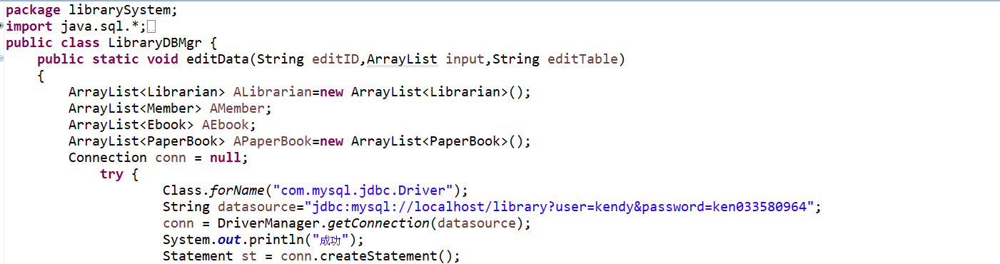 package librarySystem;
import java.sql.*;
public class LibraryDBMgr {
public static void editData(String editID,ArrayList input,String editTable)
{
ArrayList<Librarian> ALibrarian=new ArrayList<Librarian>();
ArrayList<Member> AMember;
ArrayList<Ebook> AEbook;
ArrayList<PaperBook> APaperBook=new ArrayList<PaperBook>();
Connection conn = null;
try {
Class.forName("com.mysql.jdbc.Driver");
String datasource="jdbc:mysql://localhost/library?user=kendy&password=ken033580964";
conn = DriverManager.getConnection(datasource);
System.out.println("成功");
Statement st = conn.createStatement();